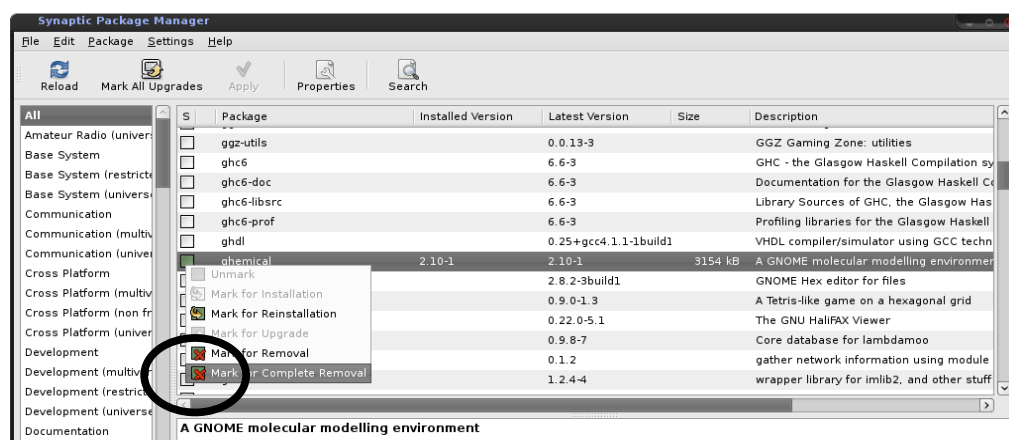 Synaptic Package Manager
File Edit Package Settings Help
Reload Mark All Upgrades Apply Properties Search
All
Amateur Radio (univer:
Base System
Base System (restricte
Base System (universe
Communication
Communication (multiv
Communication (univer
Cross Platform
Cross Platform (multiv
Cross Platform (non fr
Cross Platform (univer
Development
Development (multiver
Development (restricte
Development (universe
Documentation
S Package Installed Version Latest Version Size Description
ggz-utils 0.0.13-3 GGZ Gaming Zone: utilities
ghc6 6.6-3 GHC - the Glasgow Haskell Compilation sy
ghc6-doc 6.6-3 Documentation for the Glasgow Haskell Co
ghc6-libsrc 6.6-3 Library Sources of GHC, the Glasgow Has
ghc6-prof 6.6-3 Profiling libraries for the Glasgow Haskell
ghdl 0.25+gcc4.1.1-1build1 VHDL compiler/simulator using GCC techn
ghemical 2.10-1 2.10-1 3154 kB A GNOME molecular modelling environmen
2.8.2-3build1 GNOME Hex editor for files
0.9.0-1.3 A Tetris-like game on a hexagonal grid
0.22.0-5.1 The GNU HaliFAX Viewer
0.9.8-7 Core database for lambdamoo
0.1.2 gather network information using module
1.2.4-4 wrapper library for imlib2, and other stuff
Unmark
Mark for Installation
Mark for Reinstallation
Mark for Upgrade
Mark for Removal
Mark for Complete Removal
A GNOME molecular modelling environment